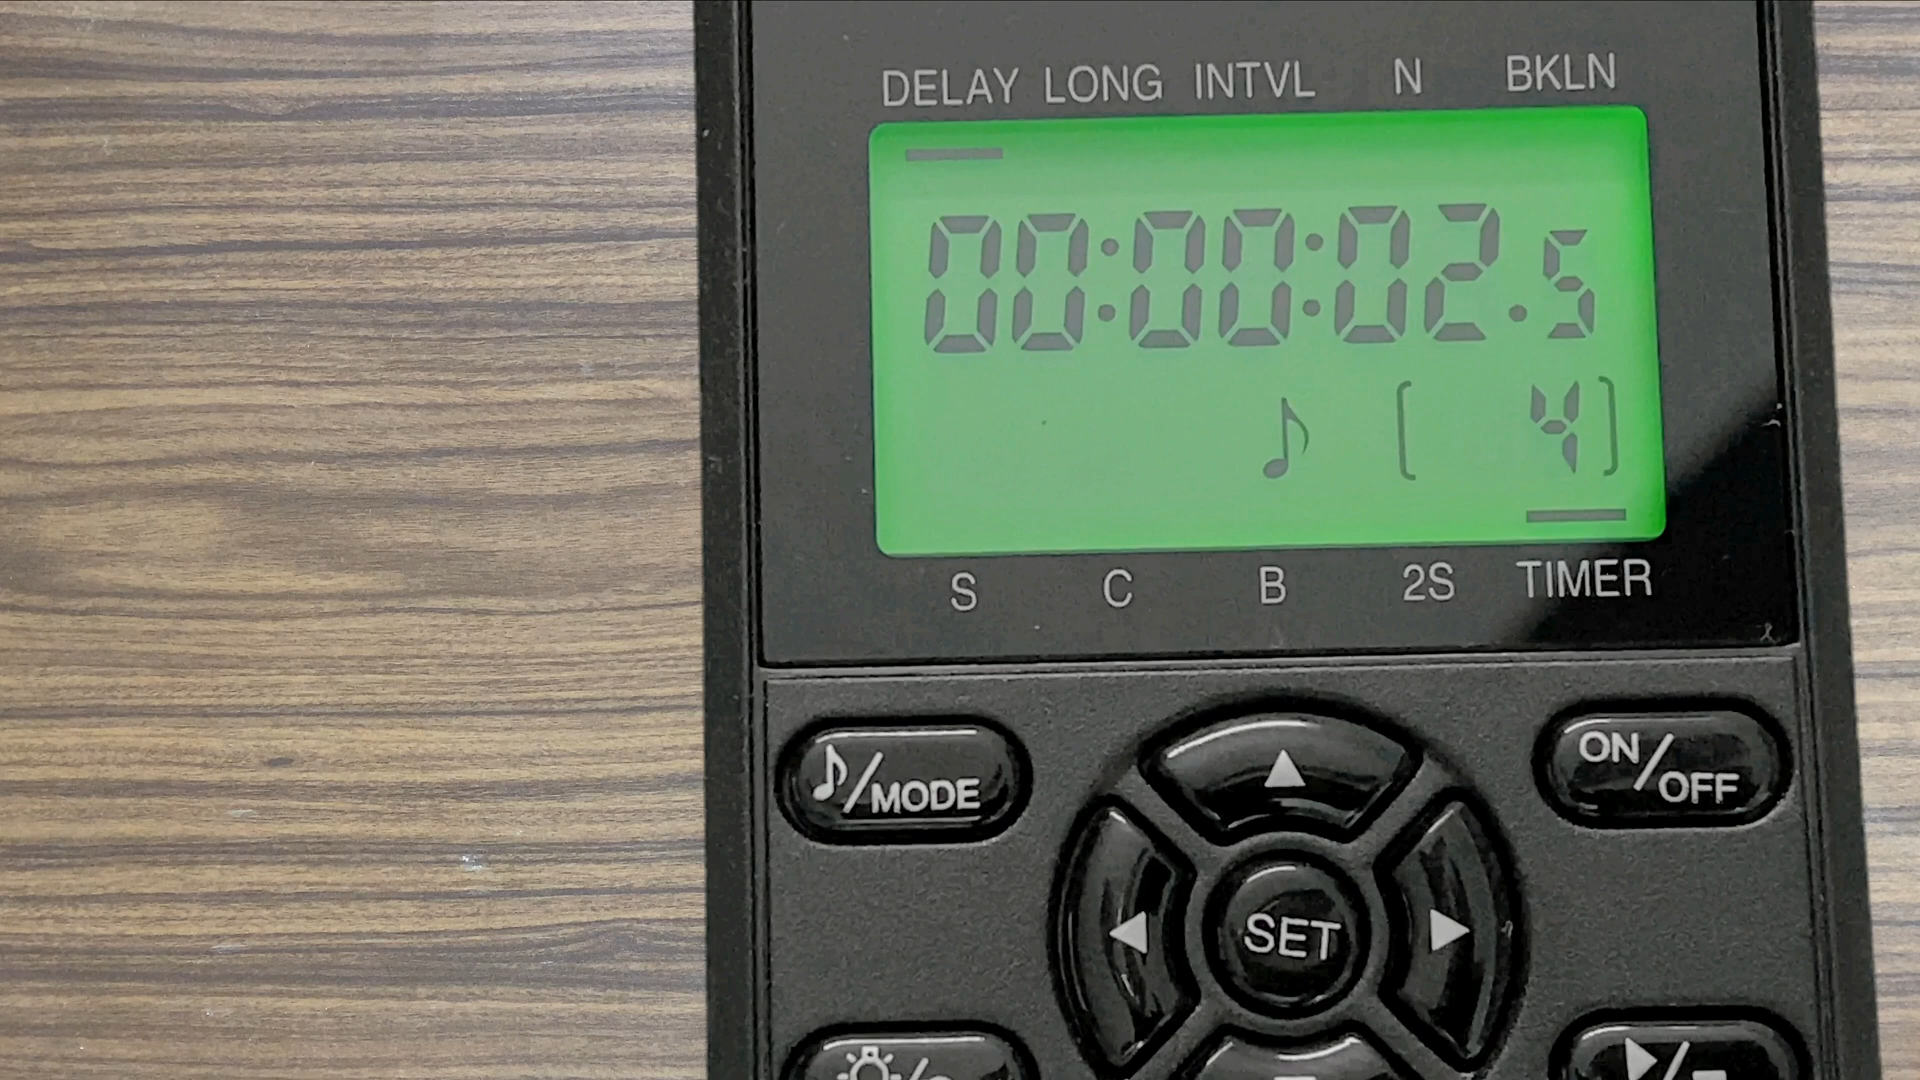 DELAY LONG INTVL N BKLN
00:00:02.5
♪ [ 4]
S C B 2S TIMER
♪/MODE
ON/OFF
SET